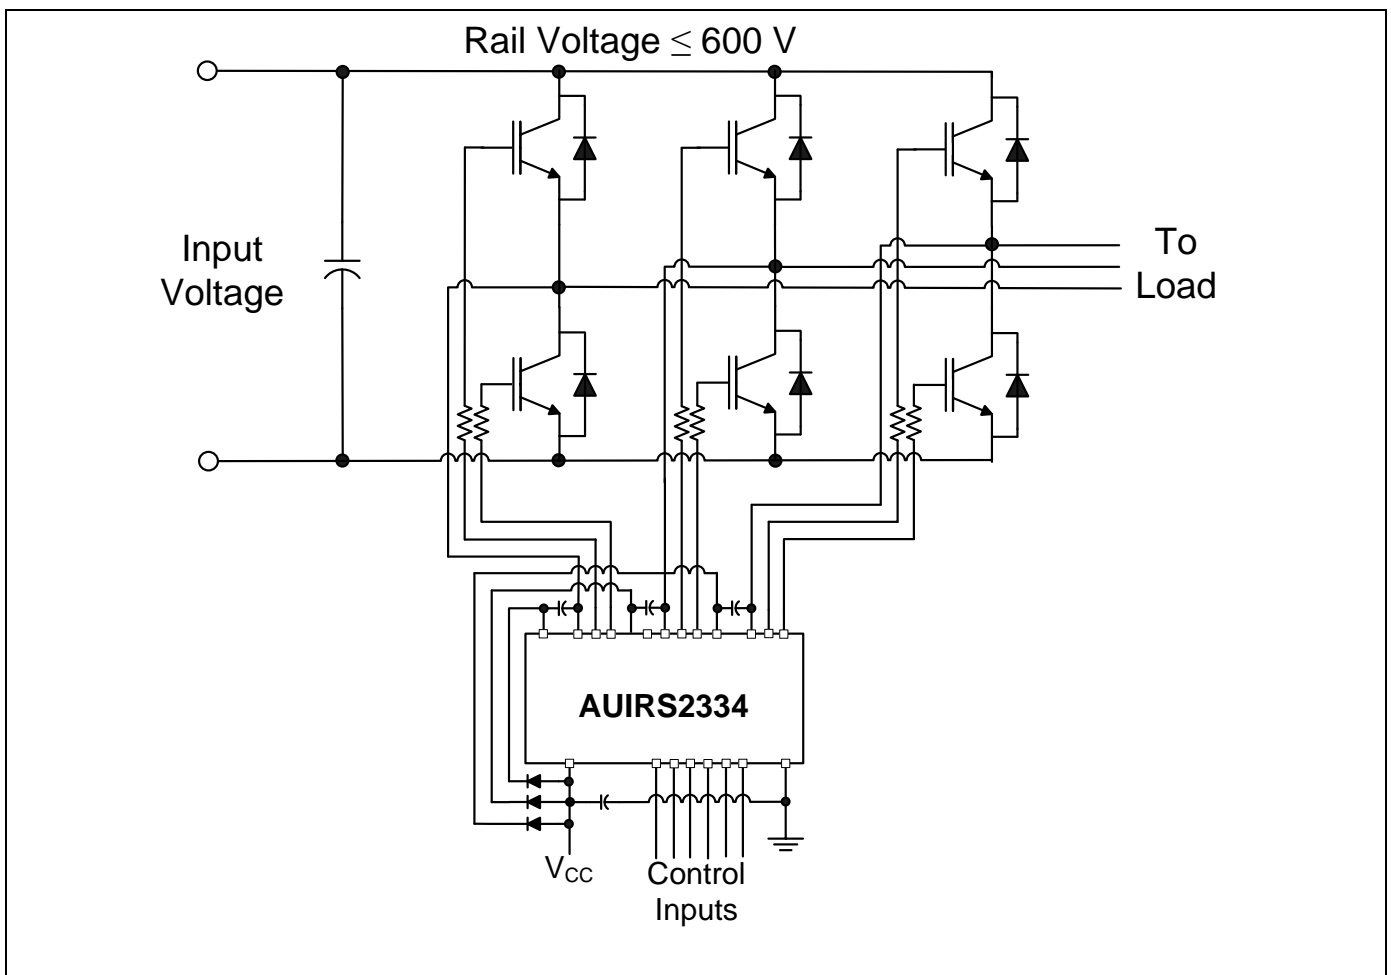 Rail Voltage ≤ 600 V
Input
Voltage
To
Load
AUIRS2334
VCC
Control
Inputs